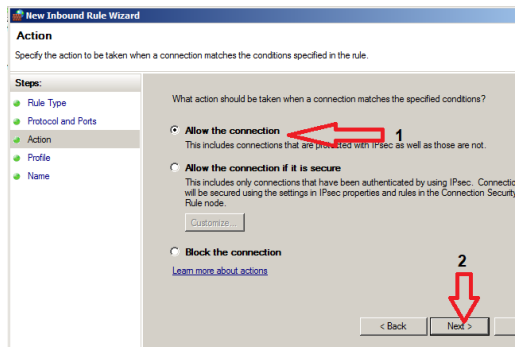 New Inbound Rule Wizard
Action
Specify the action to be taken when a connection matches the conditions specified in the rule.
Steps:
Rule Type
Protocol and Ports
Action
Profile
Name
What action should be taken when a connection matches the specified conditions?
Allow the connection
1
This includes connections that are protected with IPsec as well as those are not.
Allow the connection if it is secure
This includes only connections that have been authenticated by using IPsec. Connectio
will be secured using the settings in IPsec properties and rules in the Connection Security
Rule node.
Customize...
Block the connection
Learn more about actions
2
< Back
Next >